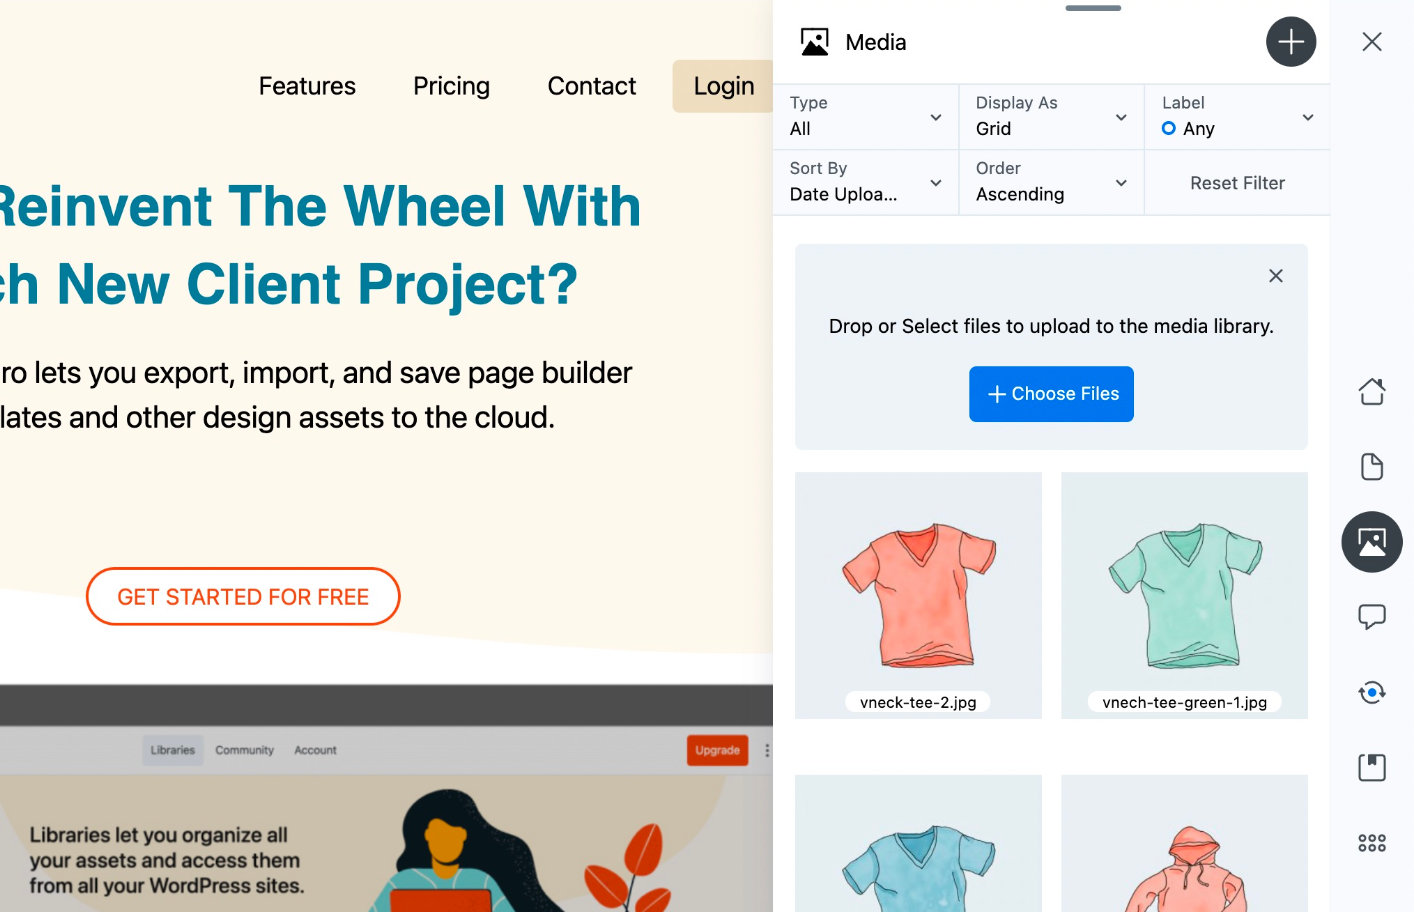 Features
Pricing
Contact
Login
Reinvent The Wheel With
ch New Client Project?
ro lets you export, import, and save page builder
lates and other design assets to the cloud.
GET STARTED FOR FREE
Libraries
Community
Account
Upgrade
Libraries let you organize all
your assets and access them
from all your WordPress sites.
Media
Type
All
Display As
Grid
Label
Any
Sort By
Date Uploa...
Order
Ascending
Reset Filter
Drop or Select files to upload to the media library.
Choose Files
vneck-tee-2.jpg
vnech-tee-green-1.jpg